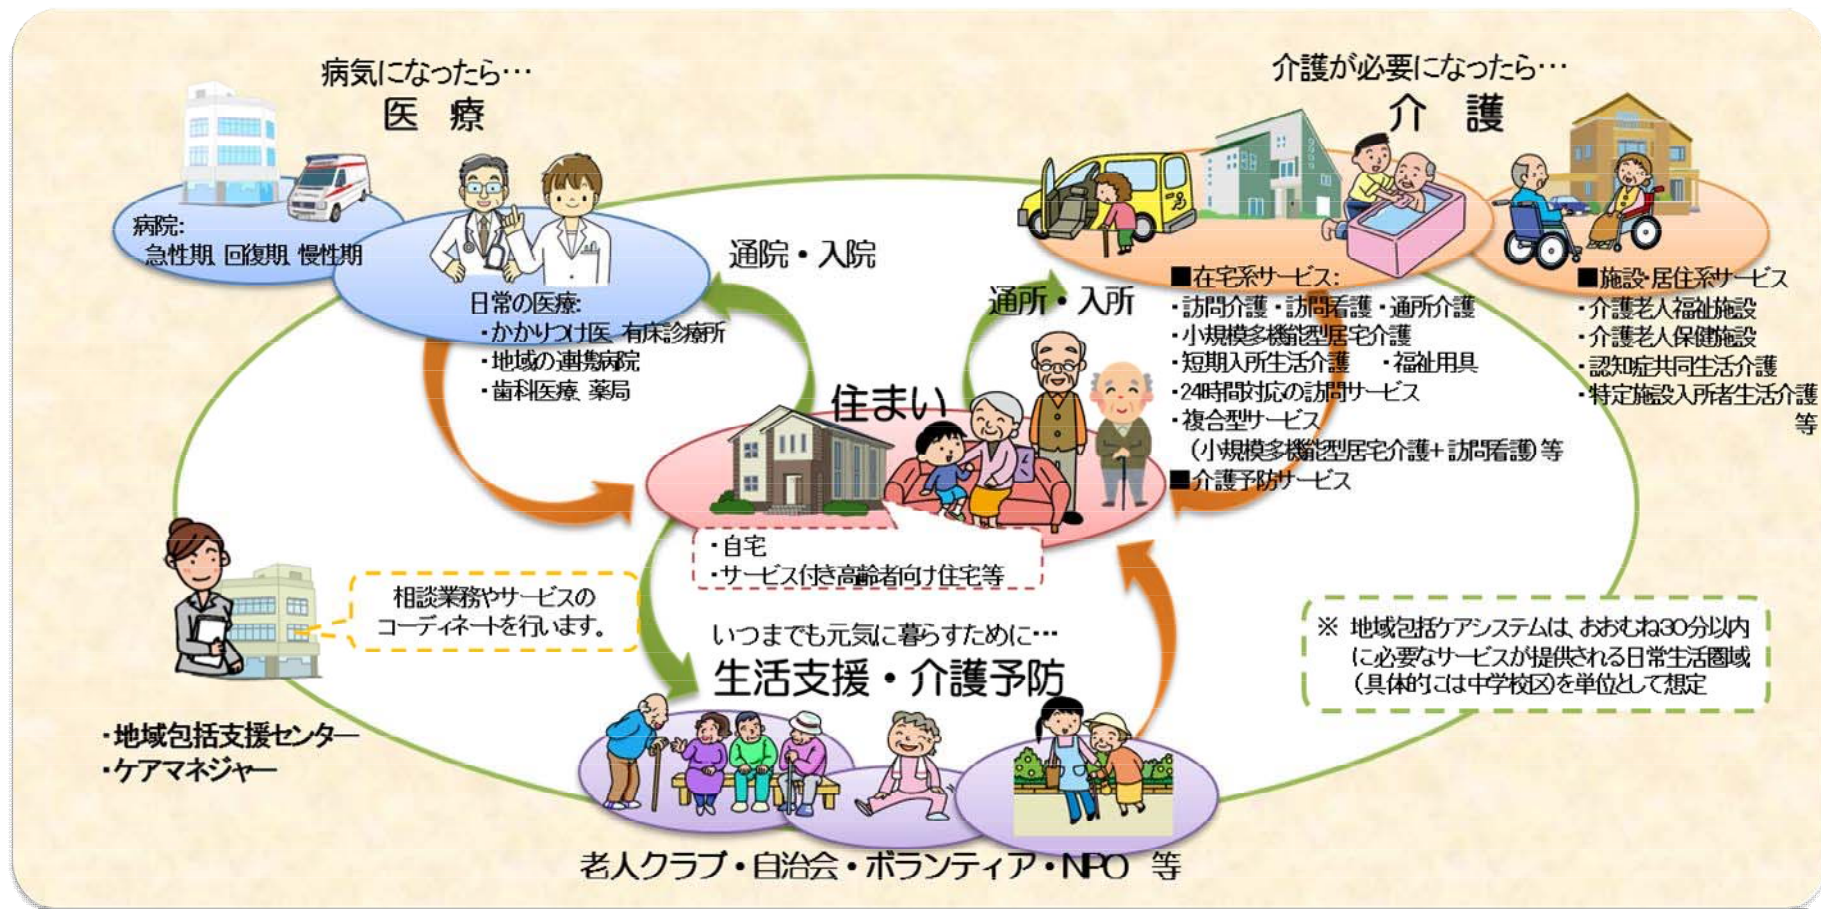 病気になったら…
医 療
病院:
急性期 回復期 慢性期
日常の医療:
・かかりつけ医 有床診療所
・地域の連携病院
・歯科医療 薬局
通院・入院
介護が必要になったら…
介 護
通所・入所
■在宅系サービス:
・訪問介護・訪問看護・通所介護
・小規模多機能型居宅介護
・短期入所生活介護 ・福祉用具
・24時間対応の訪問サービス
・複合型サービス
(小規模多機能型居宅介護+訪問看護)等
■介護予防サービス
■施設・居住系サービス
・介護老人福祉施設
・介護老人保健施設
・認知症共同生活介護
・特定施設入所者生活介護
等
住まい
・自宅
・サービス付き高齢者向け住宅等
相談業務やサービスの
コーディネートを行います。
・地域包括支援センター
・ケアマネジャー
いつまでも元気に暮らすために…
生活支援・介護予防
老人クラブ・自治会・ボランティア・NPO 等
※ 地域包括ケアシステムは、おおむね30分以内
に必要なサービスが提供される日常生活圏域
(具体的には中学校区)を単位として想定